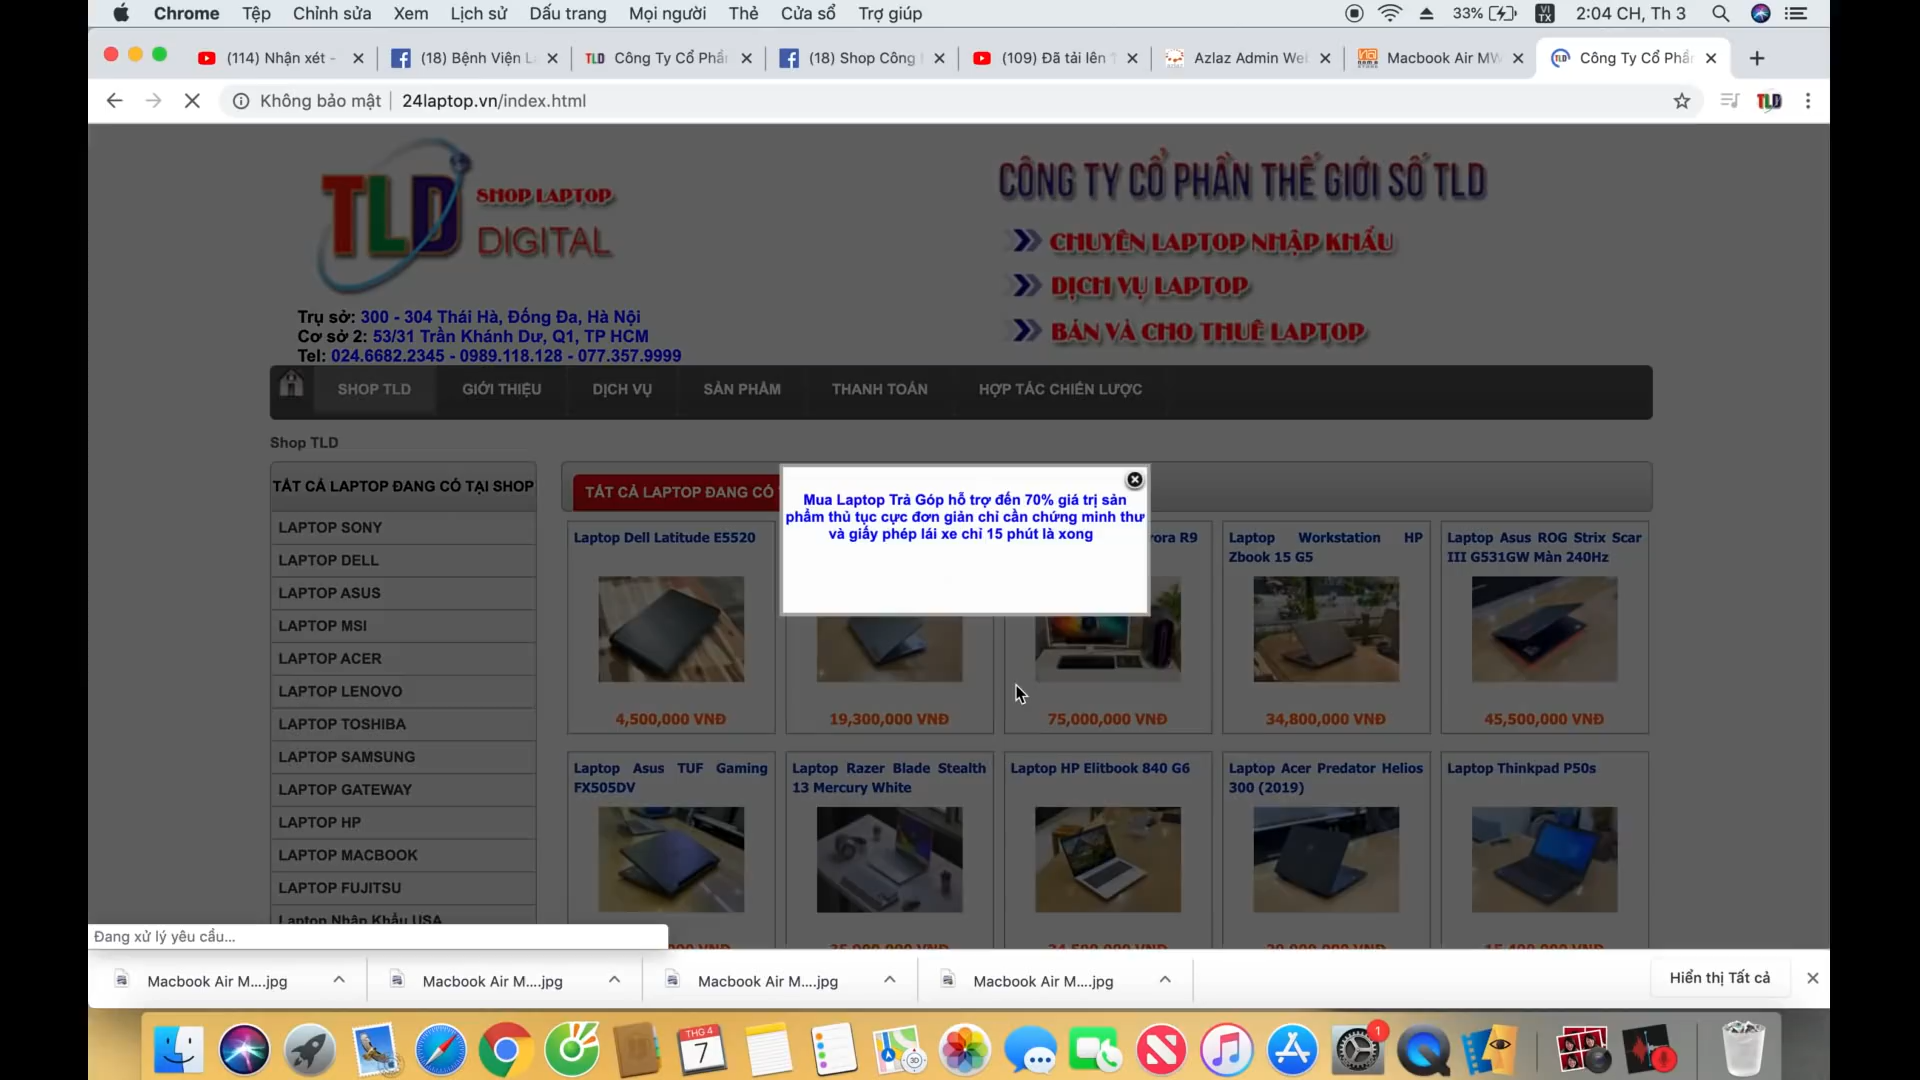 Chrome Tệp Chỉnh sửa Xem Lịch sử Dấu trang Mọi người Thẻ Cửa sổ Trợ giúp 33% VI TX 2:04 CH, Th 3
(114) Nhận xét - (18) Bệnh Viện TLD Công Ty Cổ Phần (18) Shop Công (109) Đã tải lên Azlaz Admin We Macbook Air MW Công Ty Cổ Phần
Không bảo mật 24laptop.vn/index.html TLD
TLD SHOP LAPTOP
DIGITAL
CÔNG TY CỔ PHẦN THẾ GIỚI SỐ TLD
CHUYÊN LAPTOP NHẬP KHẨU
DỊCH VỤ LAPTOP
BÁN VÀ CHO THUÊ LAPTOP
Trụ sở: 300 - 304 Thái Hà, Đống Đa, Hà Nội
Cơ sở 2: 53/31 Trần Khánh Dư, Q1, TP HCM
Tel: 024.6682.2345 - 0989.118.128 - 077.357.9999
SHOP TLD GIỚI THIỆU DỊCH VỤ SẢN PHẨM THANH TOÁN HỢP TÁC CHIẾN LƯỢC
Shop TLD
TẤT CẢ LAPTOP ĐANG CÓ TẠI SHOP
LAPTOP SONY
LAPTOP DELL
LAPTOP ASUS
LAPTOP MSI
LAPTOP ACER
LAPTOP LENOVO
LAPTOP TOSHIBA
LAPTOP SAMSUNG
LAPTOP GATEWAY
LAPTOP HP
LAPTOP MACBOOK
LAPTOP FUJITSU
Laptop Nhập Khẩu USA
TẤT CẢ LAPTOP ĐANG CÓ
Mua Laptop Trả Góp hỗ trợ đến 70% giá trị sản
phẩm thủ tục cực đơn giản chỉ cần chứng minh thư
và giấy phép lái xe chỉ 15 phút là xong
Laptop Dell Latitude E5520
4,500,000 VNĐ
19,300,000 VNĐ
R9
75,000,000 VNĐ
Laptop Workstation HP
Zbook 15 G5
34,800,000 VNĐ
Laptop Asus ROG Strix Scar
III G531GW Màn 240Hz
45,500,000 VNĐ
Laptop Asus TUF Gaming
FX505DV
Laptop Razer Blade Stealth
13 Mercury White
Laptop HP Elitbook 840 G6
Laptop Acer Predator Helios
300 (2019)
Laptop Thinkpad P50s
Đang xử lý yêu cầu...
Macbook Air M....jpg Macbook Air M....jpg Macbook Air M....jpg Macbook Air M....jpg Hiển thị Tất cả
THG 4
7
3D
1